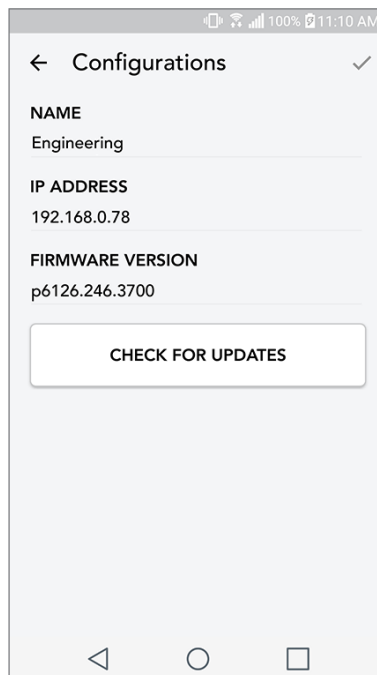 100% 11:10 AM
Configurations
NAME
Engineering
IP ADDRESS
192.168.0.78
FIRMWARE VERSION
p6126.246.3700
CHECK FOR UPDATES